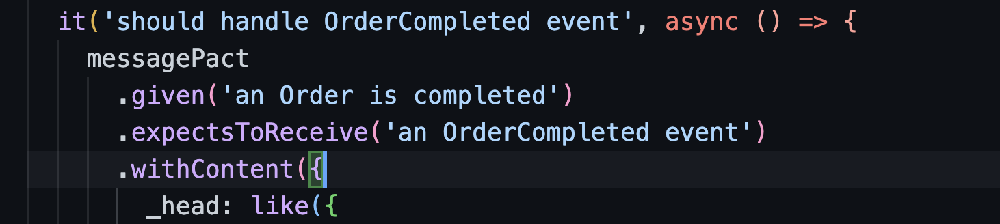 it('should handle OrderCompleted event', async () => {
messagePact
.given('an Order is completed')
.expectsToReceive('an OrderCompleted event')
.withContent({
_head: like({